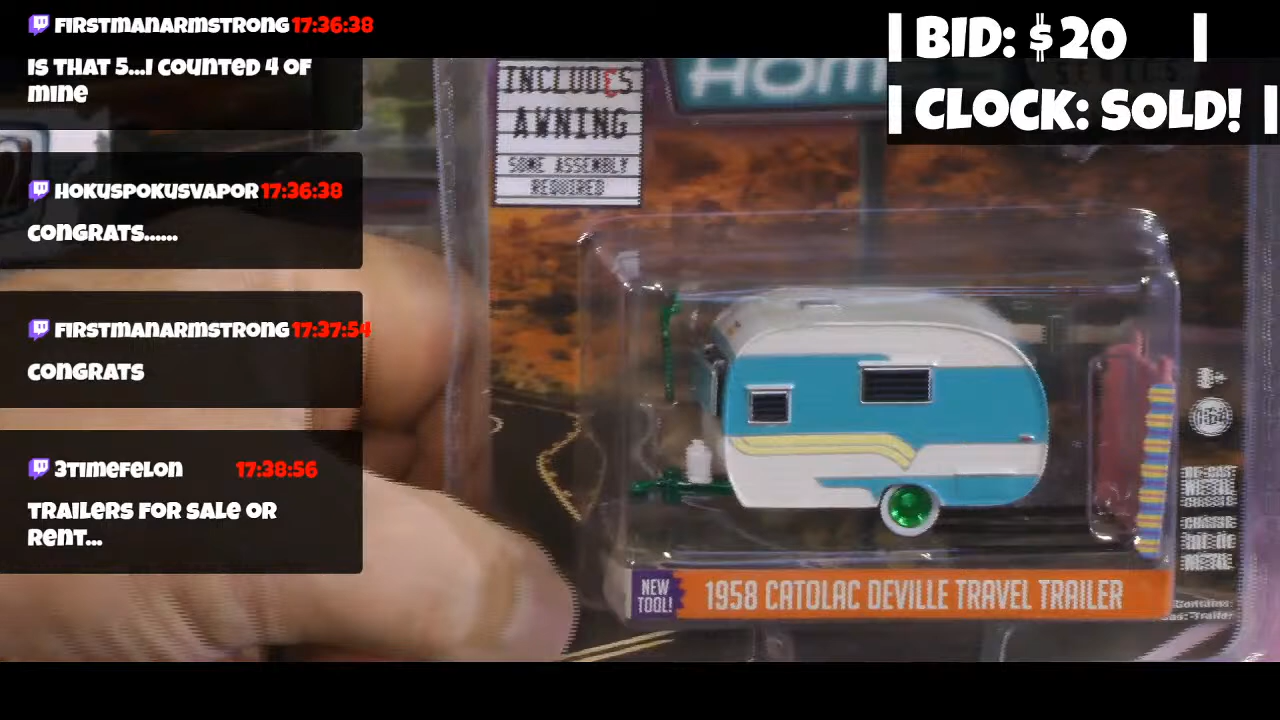 FIRSTMANARMSTRONG 17:36:38
IS THAT 5...I COUNTED 4 OF
MINE
HOKUSPOKUSVAPOR 17:36:38
CONGRATS......
FIRSTMANARMSTRONG 17:37:54
CONGRATS
3TIMEFELON 17:38:56
TRAILERS FOR SALE OR
RENT...
| BID: $20 |
| CLOCK: SOLD! |
INCLUDES
AWNING
SOME ASSEMBLY
REQUIRED
SERIES
NEW
TOOL!
1958 CATOLAC DEVILLE TRAVEL TRAILER